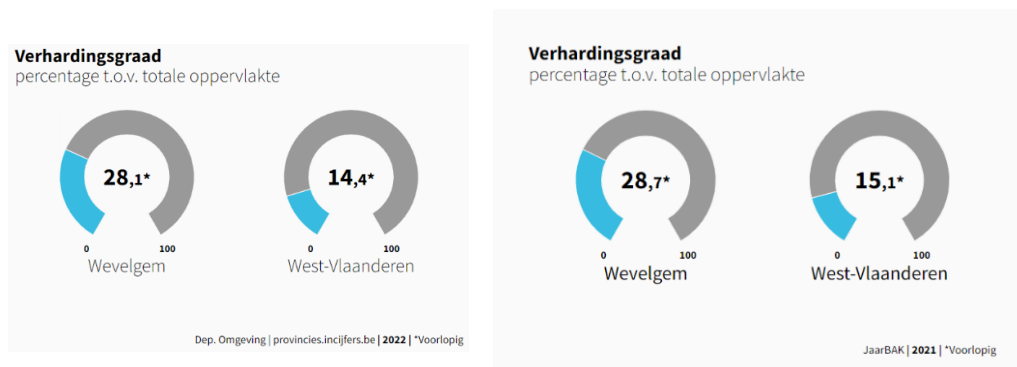 Verhardingsgraad
percentage t.o.v. totale oppervlakte
28,1*
14,4*
0 100
0 100
Wevelgem
West-Vlaanderen
Dep. Omgeving | provincies.incijfers.be | 2022 | *Voorlopig
Verhardingsgraad
percentage t.o.v. totale oppervlakte
28,7*
15,1*
0 100
0 100
Wevelgem
West-Vlaanderen
JaarBAK | 2021 | *Voorlopig